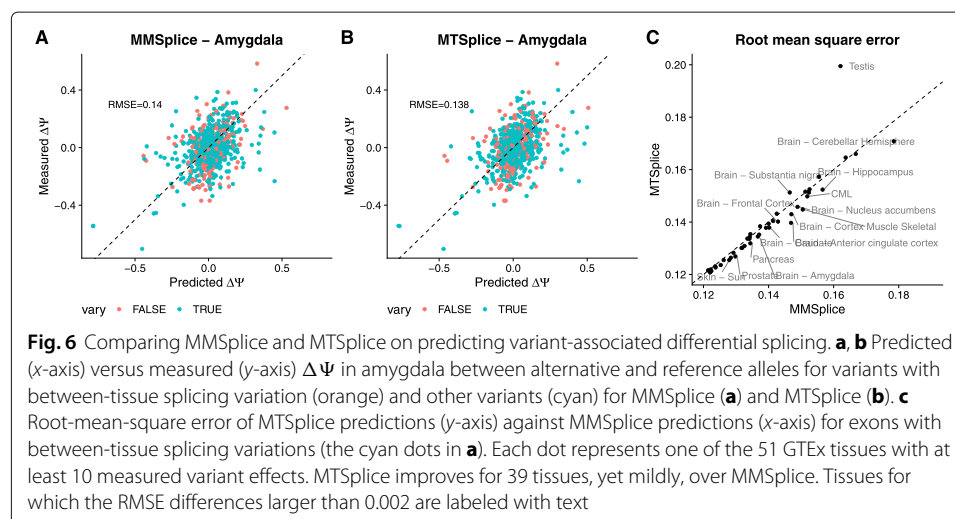 A
MMSplice – Amygdala
RMSE=0.14
Measured ΔΨ
0.4
0.0
−0.4
−0.5
0.0
0.5
Predicted ΔΨ
vary FALSE TRUE
B
MTSplice – Amygdala
RMSE=0.138
Measured ΔΨ
0.4
0.0
−0.4
−0.5
0.0
0.5
Predicted ΔΨ
vary FALSE TRUE
C
Root mean square error
MTSplice
0.20
0.18
0.16
0.14
0.12
Testis
Brain – Cerebellar Hemisphere
Brain – Hippocampus
Brain – Substantia nigra
CML
Brain – Frontal Cortex
Brain – Nucleus accumbens
Brain – Cortex
Muscle Skeletal
Brain – Anterior cingulate cortex
Pancreas
Skin – Sun
Prostate
Brain – Amygdala
0.12
0.14
0.16
0.18
MMSplice
Fig. 6 Comparing MMSplice and MTSplice on predicting variant-associated differential splicing. a, b Predicted
(x-axis) versus measured (y-axis) ΔΨ in amygdala between alternative and reference alleles for variants with
between-tissue splicing variation (orange) and other variants (cyan) for MMSplice (a) and MTSplice (b). c
Root-mean-square error of MTSplice predictions (y-axis) against MMSplice predictions (x-axis) for exons with
between-tissue splicing variations (the cyan dots in a). Each dot represents one of the 51 GTEx tissues with at
least 10 measured variant effects. MTSplice improves for 39 tissues, yet mildly, over MMSplice. Tissues for
which the RMSE differences larger than 0.002 are labeled with text